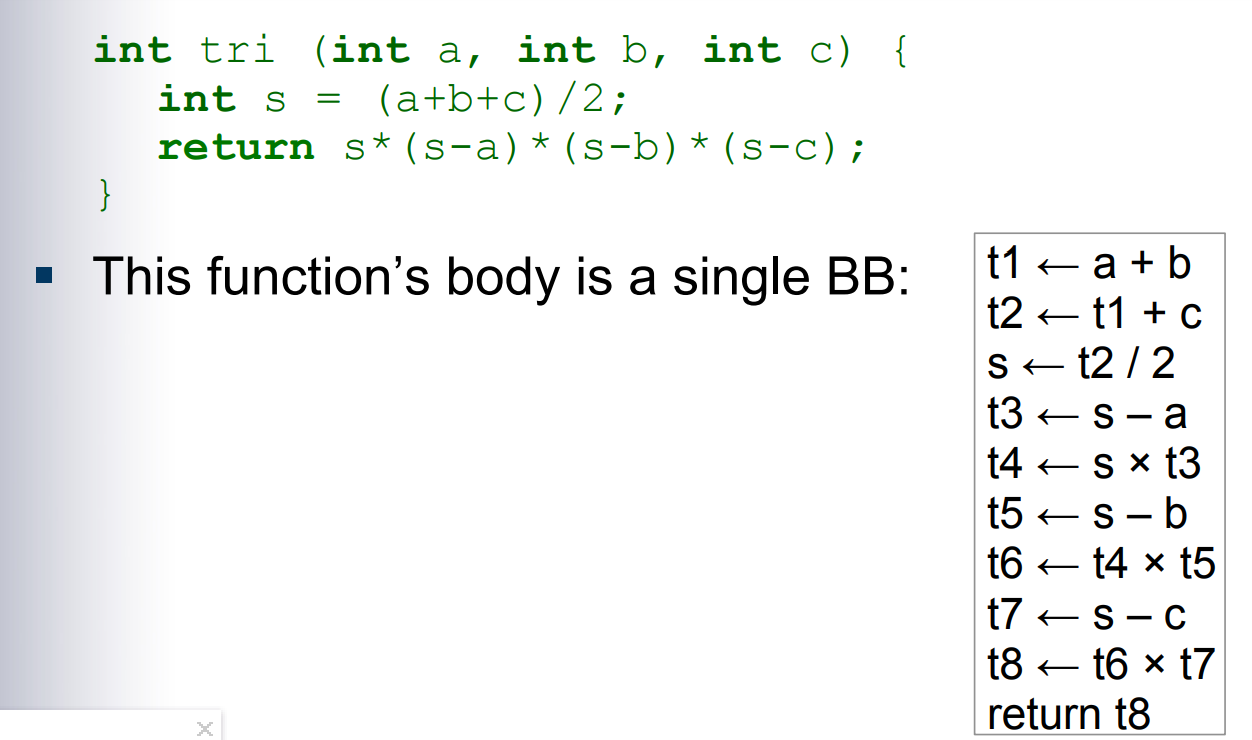 int tri (int a, int b, int c) {
int s = (a+b+c)/2;
return s*(s-a)*(s-b)*(s-c);
}
▪ This function’s body is a single BB:
t1 ← a + b
t2 ← t1 + c
s ← t2 / 2
t3 ← s – a
t4 ← s × t3
t5 ← s – b
t6 ← t4 × t5
t7 ← s – c
t8 ← t6 × t7
return t8